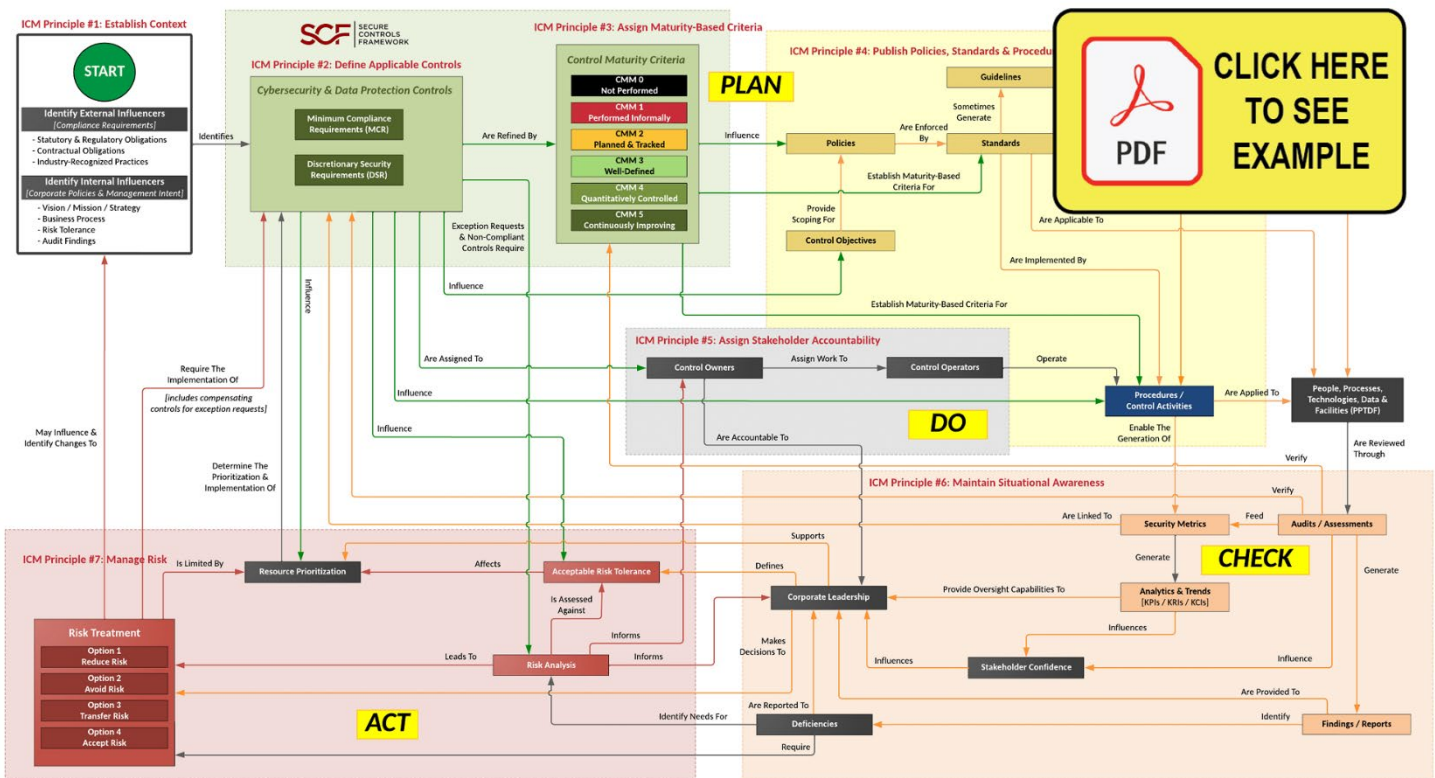 ICM Principle #1: Establish Context
START
Identify External Influencers
[Compliance Requirements]
- Statutory & Regulatory Obligations
- Contractual Obligations
- Industry-Recognized Practices
Identify Internal Influencers
[Corporate Policies & Management Intent]
- Vision / Mission / Strategy
- Business Process
- Risk Tolerance
- Audit Findings
Identifies
SCF
SECURE
CONTROLS
FRAMEWORK
ICM Principle #2: Define Applicable Controls
Cybersecurity & Data Protection Controls
Minimum Compliance
Requirements (MCR)
Discretionary Security
Requirements (DSR)
Are Refined By
Exception Requests
& Non-Compliant
Controls Require
ICM Principle #3: Assign Maturity-Based Criteria
Control Maturity Criteria
CMM 0
Not Performed
CMM 1
Performed Informally
CMM 2
Planned & Tracked
CMM 3
Well-Defined
CMM 4
Quantitatively Controlled
CMM 5
Continuously Improving
PLAN
Influence
ICM Principle #4: Publish Policies, Standards & Procedu
Guidelines
Sometimes
Generate
Policies
Are Enforced
By
Standards
Establish Maturity-Based
Criteria For
Provide
Scoping For
Control Objectives
Are Applicable To
Are Implemented By
Influence
Establish Maturity-Based Criteria For
PDF
CLICK HERE
TO SEE
EXAMPLE
Influence
ICM Principle #5: Assign Stakeholder Accountability
Are Assigned To
Control Owners
Assign Work To
Control Operators
Operate
Influence
Procedures /
Control Activities
Are Applied To
People, Processes,
Technologies, Data &
Facilities (PPTDF)
DO
Are Accountable To
Enable The
Generation Of
Are Reviewed
Through
Require The
Implementation Of
[includes compensating
controls for exception requests]
May Influence &
Identify Changes To
Influence
Determine The
Prioritization &
Implementation Of
Verify
ICM Principle #6: Maintain Situational Awareness
Verify
Are Linked To
Security Metrics
Feed
Audits / Assessments
Generate
CHECK
Generate
Analytics & Trends
[KPIs / KRIs / KCIs]
Provide Oversight Capabilities To
Influences
Stakeholder Confidence
Influences
Influence
Are Provided To
Findings / Reports
Identify
Deficiencies
Are Reported To
Corporate Leadership
Supports
Defines
Makes
Decisions To
ICM Principle #7: Manage Risk
Is Limited By
Resource Prioritization
Affects
Acceptable Risk Tolerance
Is Assessed
Against
Informs
Informs
Risk Analysis
Leads To
Risk Treatment
Option 1
Reduce Risk
Option 2
Avoid Risk
Option 3
Transfer Risk
Option 4
Accept Risk
ACT
Identify Needs For
Require